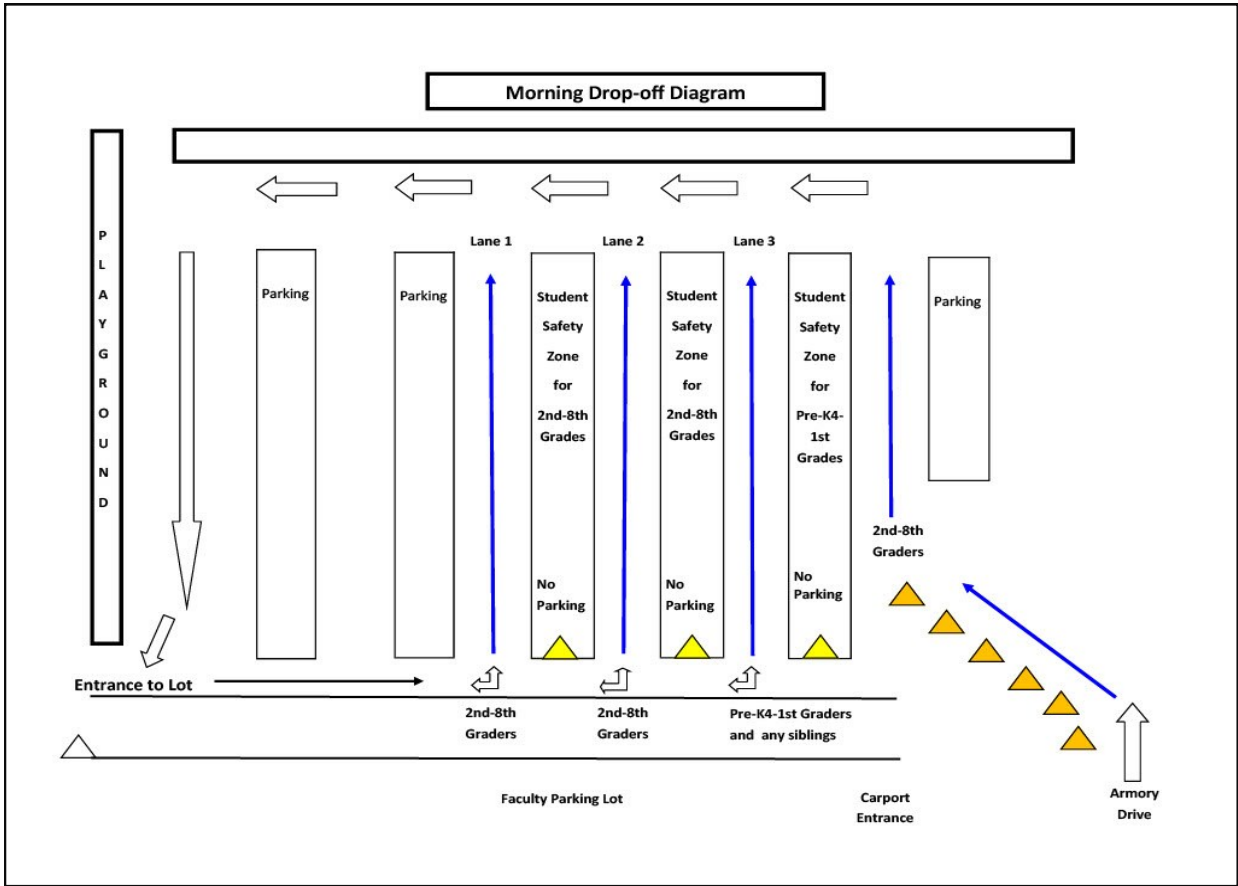 Morning Drop-off Diagram
PLAYGROUND
Lane 1
Lane 2
Lane 3
Parking
Parking
Student
Safety
Zone
for
2nd-8th
Grades
No
Parking
Student
Safety
Zone
for
2nd-8th
Grades
No
Parking
Student
Safety
Zone
for
Pre-K4-
1st
Grades
No
Parking
Parking
2nd-8th
Graders
Entrance to Lot
2nd-8th
Graders
2nd-8th
Graders
Pre-K4-1st Graders
and any siblings
Faculty Parking Lot
Carport
Entrance
Armory
Drive